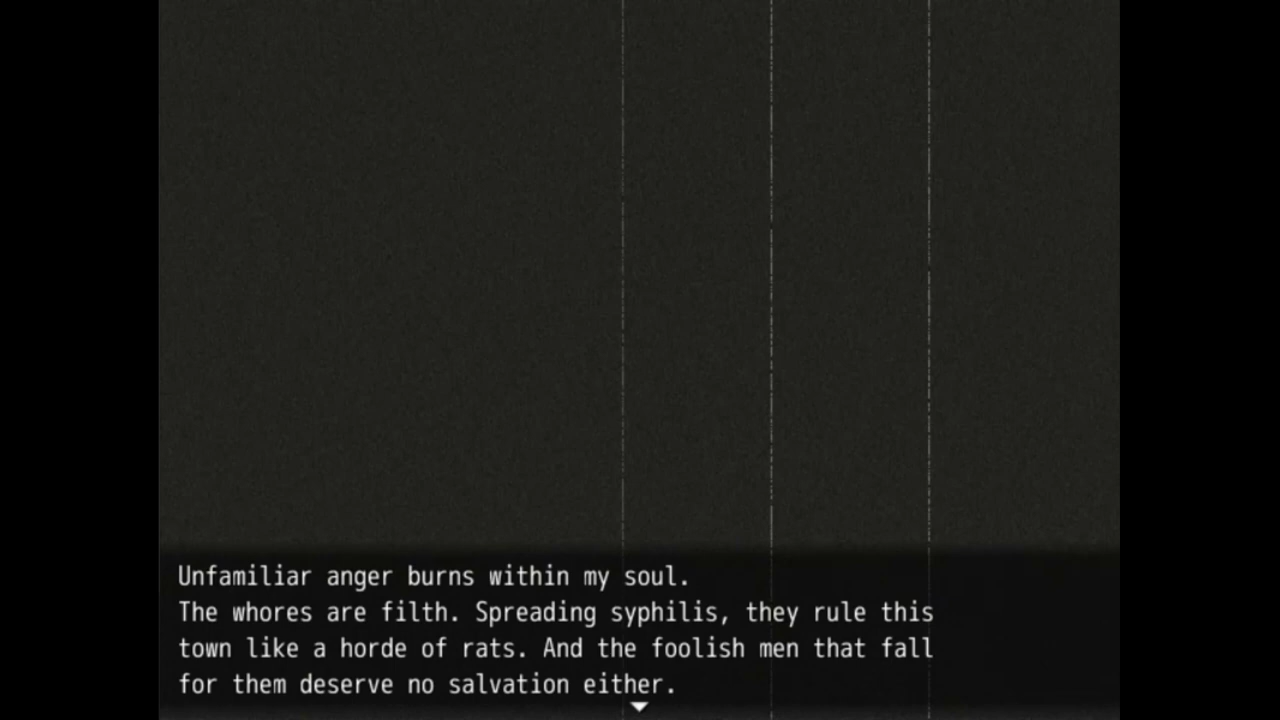 Unfamiliar anger burns within my soul.
The whores are filth. Spreading syphilis, they rule this
town like a horde of rats. And the foolish men that fall
for them deserve no salvation either.